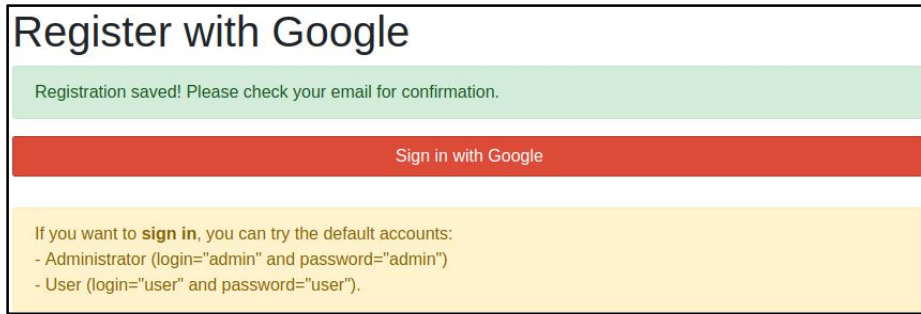 Register with Google
Registration saved! Please check your email for confirmation.
Sign in with Google
If you want to sign in, you can try the default accounts:
- Administrator (login="admin" and password="admin")
- User (login="user" and password="user").